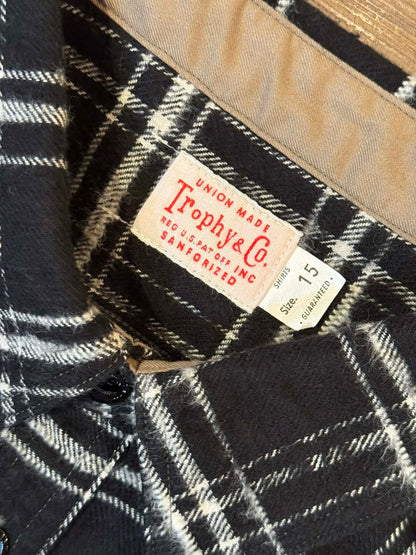 UNION MADE
Trophy & Co.
REG U.S. PAT. OFF. INC
SANFORIZED
SHIRTS
Size. 15
· GUARANTEED ·